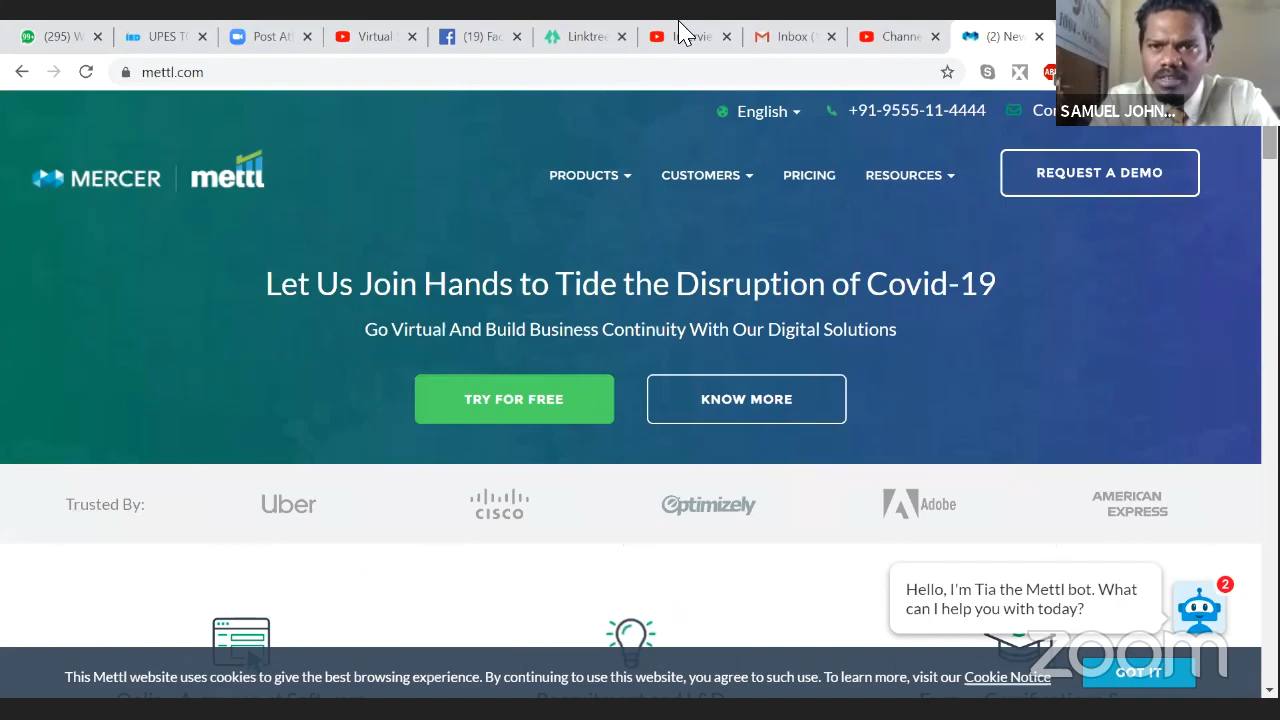 (295) W
UPES TO
Post At
Virtual
(19) Fac
Linktree
Inbox (
Channe
(2) New
mettl.com
English
+91-9555-11-4444
SAMUEL JOHN...
MERCER
mettl
PRODUCTS
CUSTOMERS
PRICING
RESOURCES
REQUEST A DEMO
Let Us Join Hands to Tide the Disruption of Covid-19
Go Virtual And Build Business Continuity With Our Digital Solutions
TRY FOR FREE
KNOW MORE
Trusted By:
Uber
CISCO
Optimizely
Adobe
AMERICAN
EXPRESS
Hello, I'm Tia the Mettl bot. What
can I help you with today?
2
zoom
This Mettl website uses cookies to give the best browsing experience. By continuing to use this website, you agree to such use. To learn more, visit our Cookie Notice
GOT IT